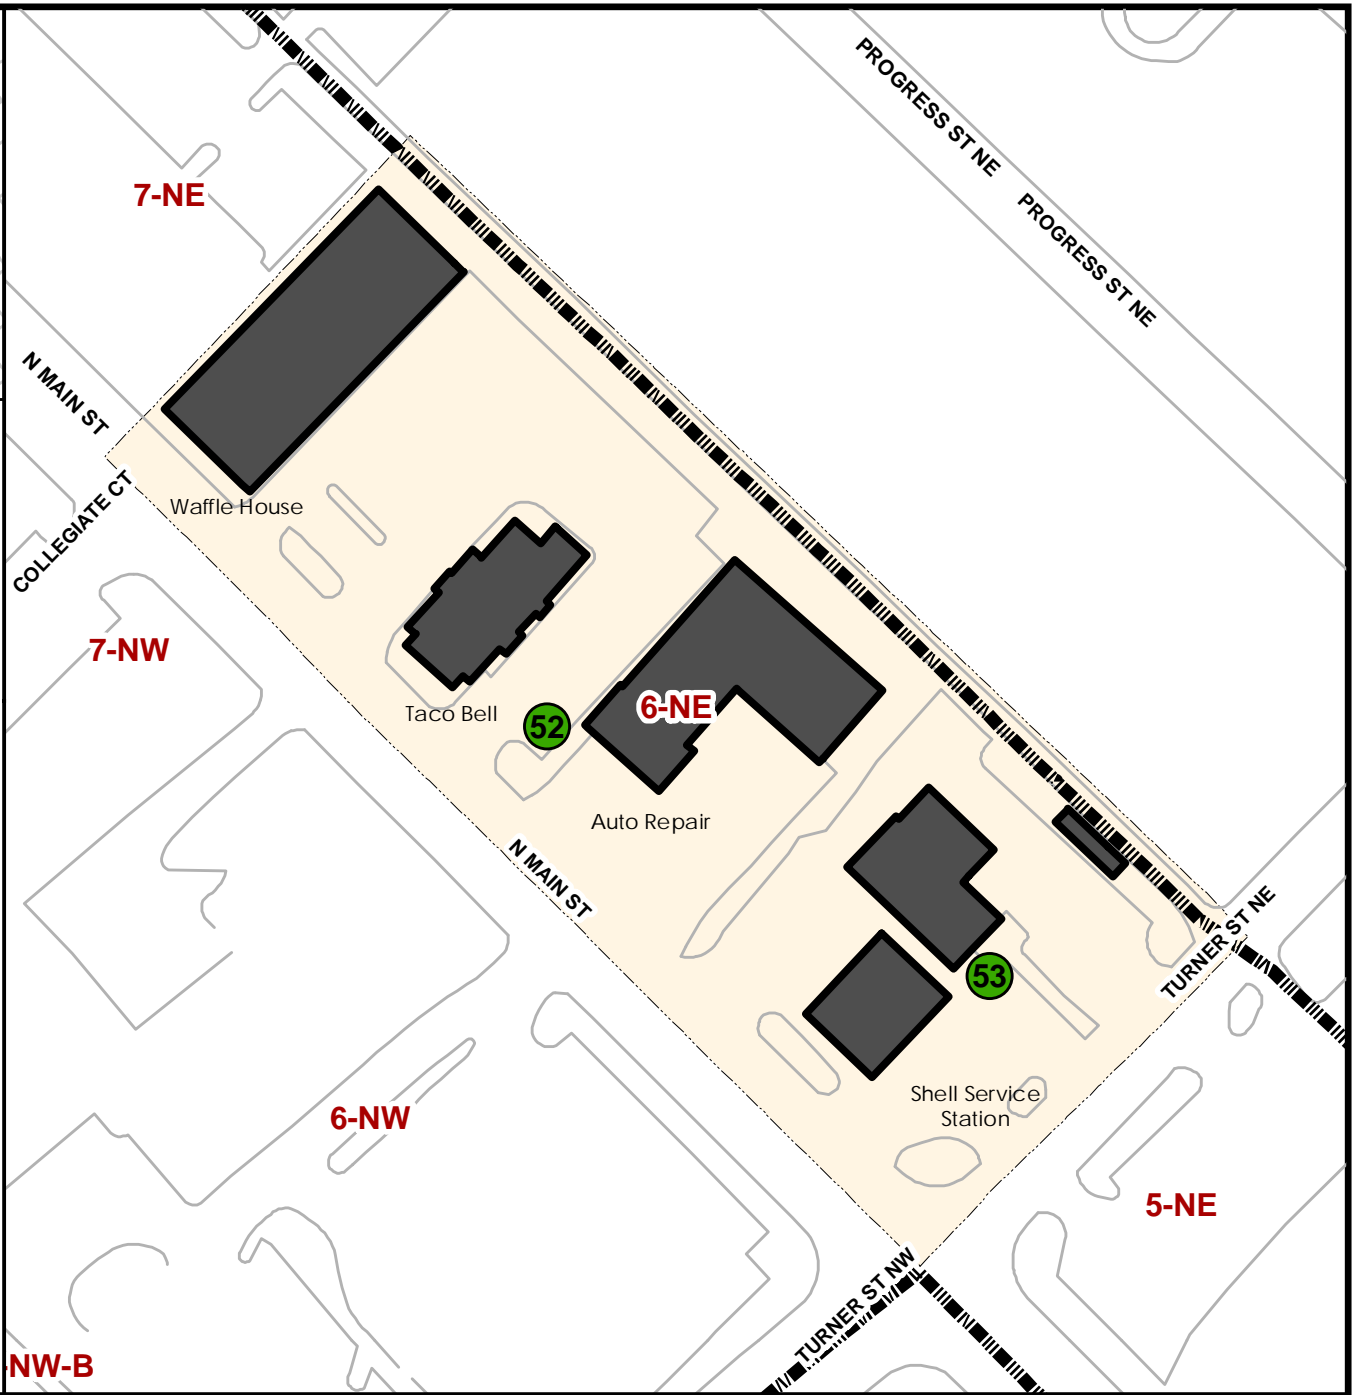 PROGRESS ST NE
PROGRESS ST NE
7-NE
N MAIN ST
COLLEGIATE CT
Waffle House
7-NW
6-NE
Taco Bell
52
Auto Repair
N MAIN ST
TURNER ST NE
53
Shell Service
Station
6-NW
5-NE
TURNER ST NW
-NW-B